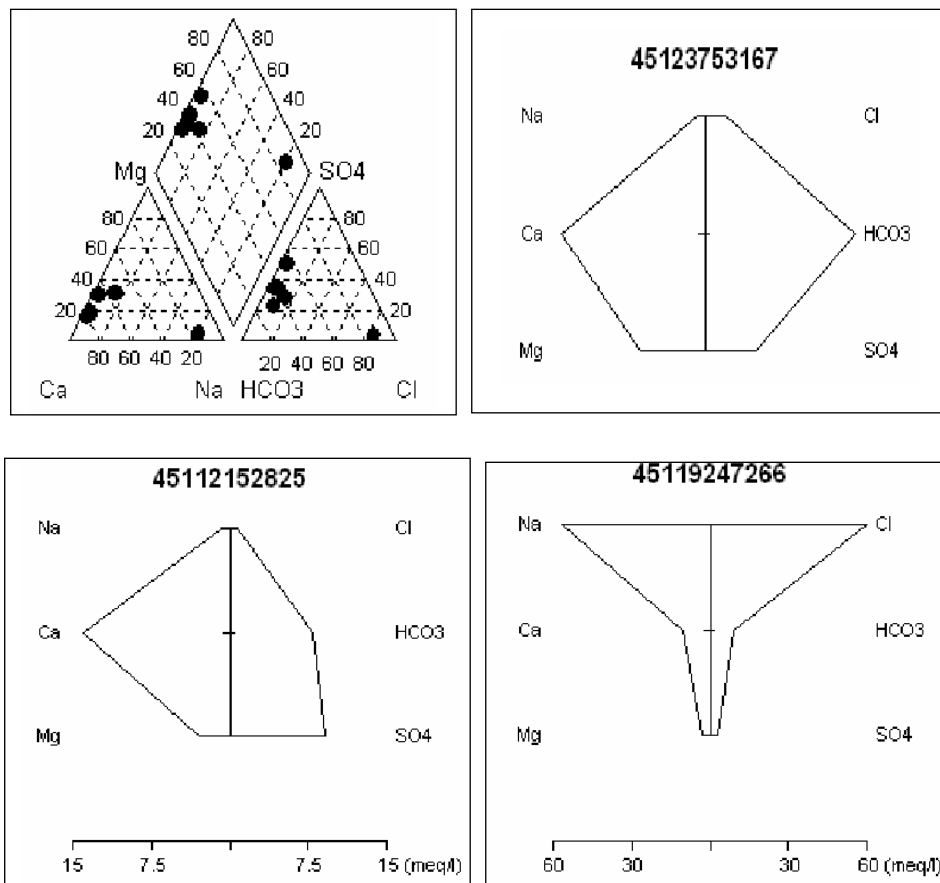 80 80
60 60
40 40
20 20
Mg SO4
80 80
60 60
40 40
20 20
80 60 40 20 20 40 60 80
Ca Na HCO3 Cl
45123753167
Na Cl
Ca HCO3
Mg SO4
45112152825
Na Cl
Ca HCO3
Mg SO4
15 7.5 7.5 15 (meq/l)
45119247266
Na Cl
Ca HCO3
Mg SO4
60 30 30 60 (meq/l)